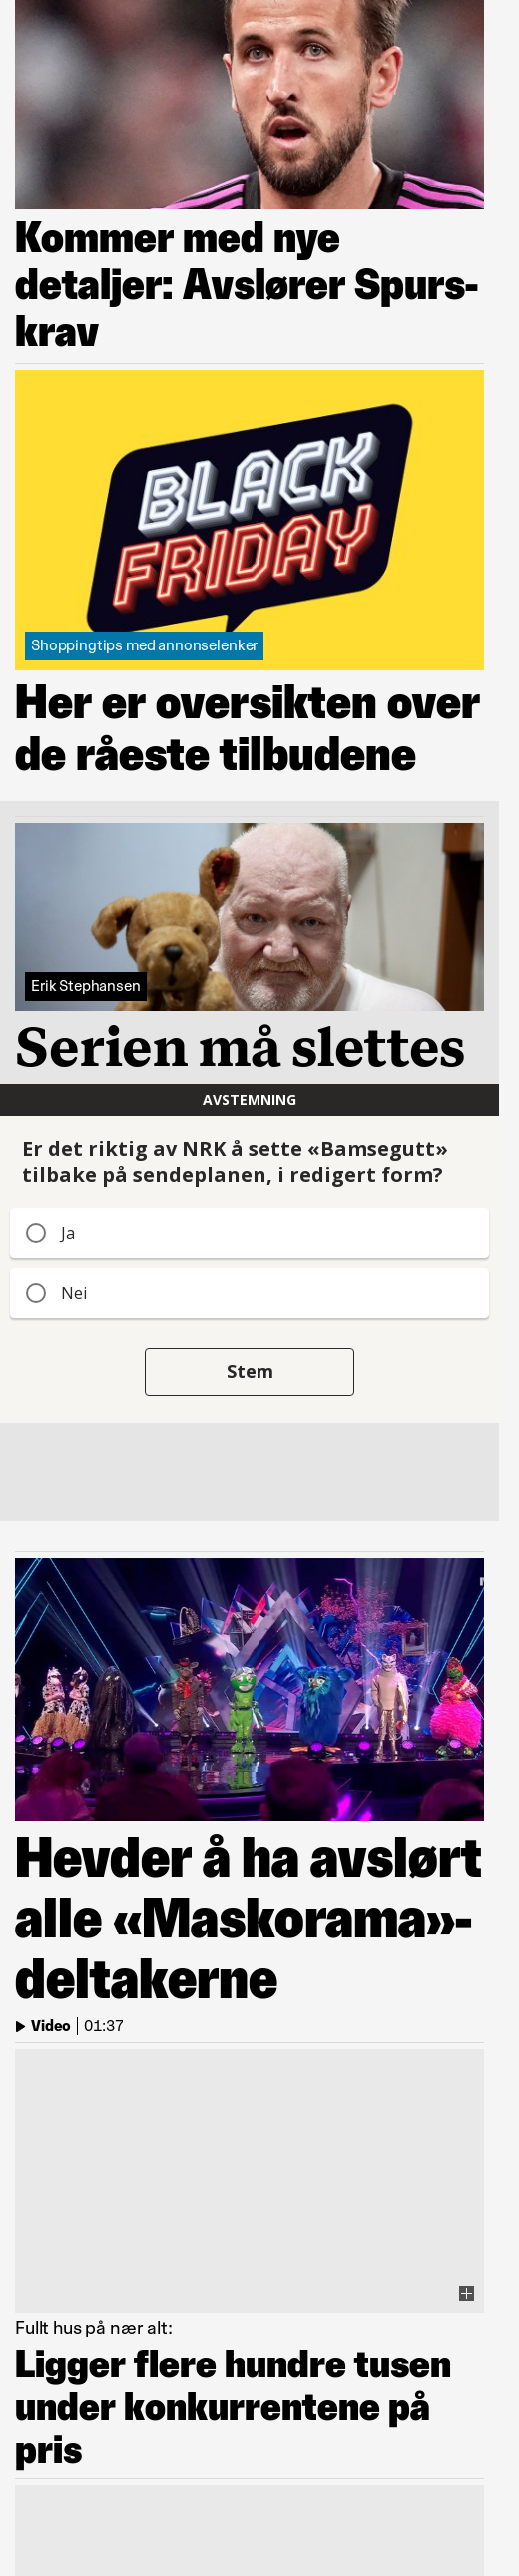 Kommer med nye
detaljer: Avslører Spurs-
krav
BLACK
FRIDAY
Shoppingtips med annonselenker
Her er oversikten over
de råeste tilbudene
Erik Stephansen
Serien må slettes
AVSTEMNING
Er det riktig av NRK å sette «Bamsegutt»
tilbake på sendeplanen, i redigert form?
Ja
Nei
Stem
Hevder å ha avslørt
alle «Maskorama»-
deltakerne
Video | 01:37
Fullt hus på nær alt:
Ligger flere hundre tusen
under konkurrentene på
pris